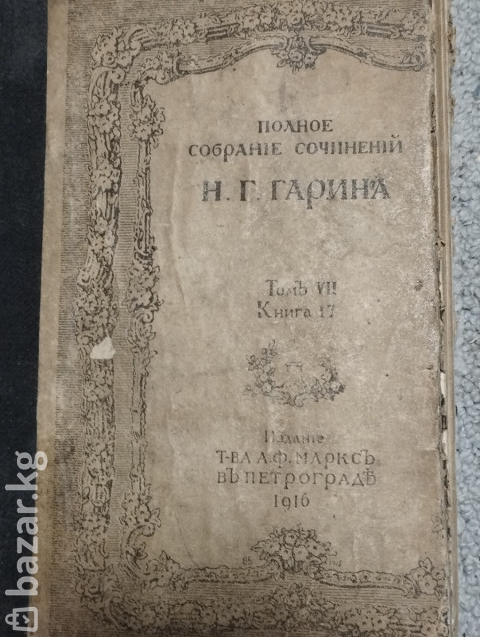 ПОЛНОЕ
СОБРАНІЕ СОЧИНЕНІЙ
Н. Г. ГАРИНА
Томъ VII
Книга 17
Изданіе
Т-ВА А. Ф. МАРКСЪ
ВЪ ПЕТРОГРАДѢ
1916
bazar.kg